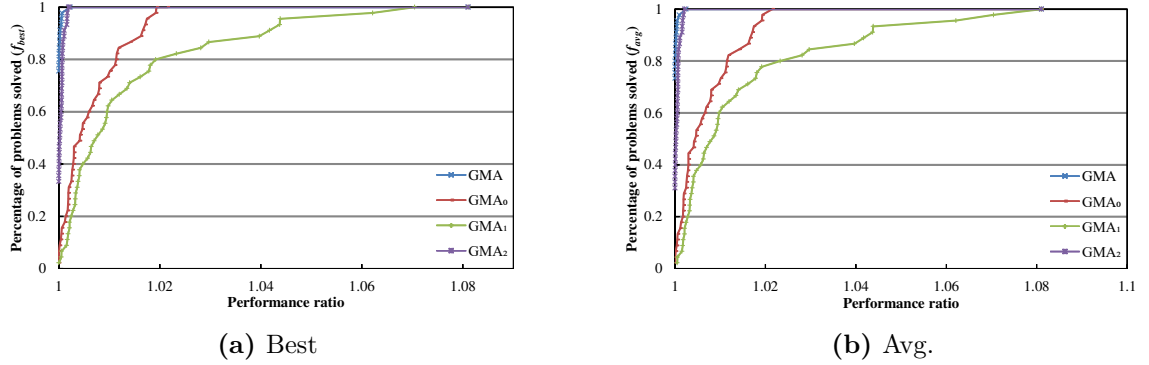 Percentage of problems solved (f_best)
1
0.8
0.6
0.4
0.2
0
1
1.02
1.04
1.06
1.08
Performance ratio
GMA
GMA₀
GMA₁
GMA₂
(a) Best
Percentage of problems solved (f_avg)
1
0.8
0.6
0.4
0.2
0
1
1.02
1.04
1.06
1.08
1.1
Performance ratio
GMA
GMA₀
GMA₁
GMA₂
(b) Avg.